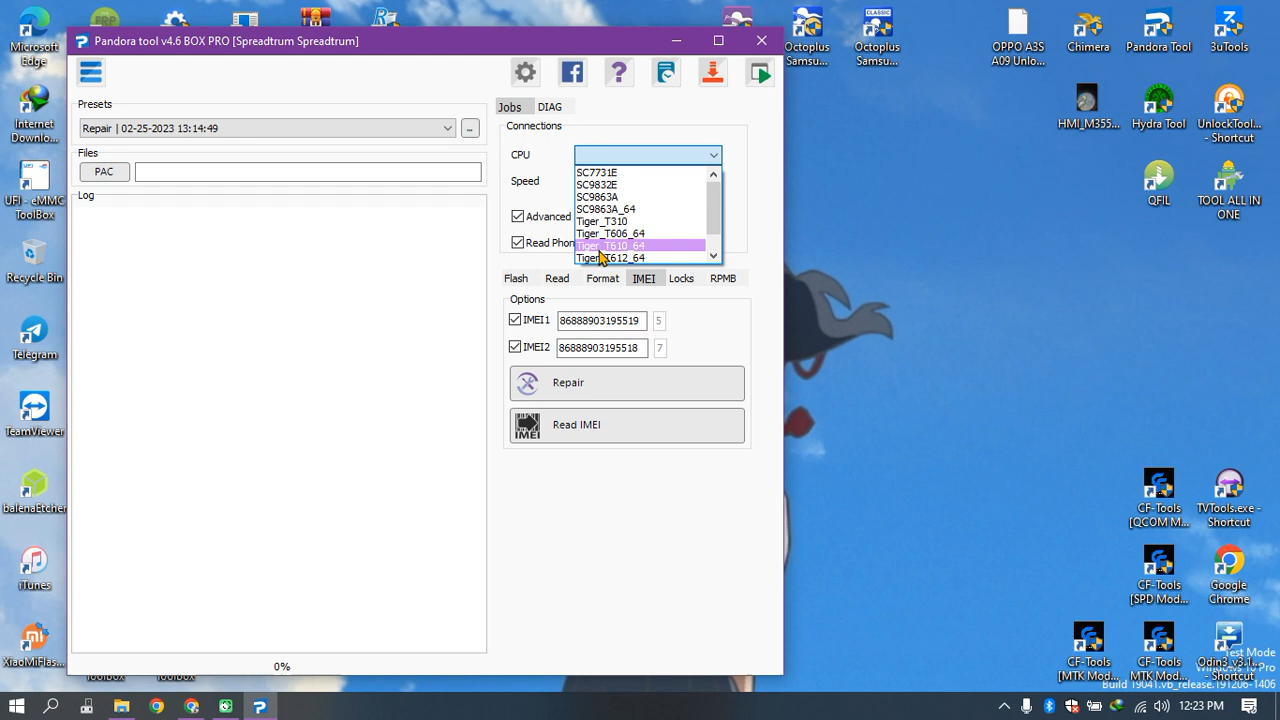 Pandora tool v4.6 BOX PRO [Spreadtrum Spreadtrum]
Presets
Repair | 02-25-2023 13:14:49
...
Files
PAC
Log
0%
Jobs
DIAG
Connections
CPU
Speed
SC7731E
SC9832E
SC9863A
SC9863A_64
Tiger_T310
Tiger_T606_64
Tiger_T610_64
Tiger_T612_64
Advanced
Read Phon
Flash
Read
Format
IMEI
Locks
RPMB
Options
IMEI1
86888903195519
5
IMEI2
86888903195518
7
Repair
IMEI
Read IMEI
Microsoft
Edge
Internet
Downlo...
UFI - eMMC
ToolBox
Recycle Bin
Telegram
TeamViewer
balenaEtcher
iTunes
XiaoMiFlas...
Toolbox
Toolbox
Octoplus
Samsu...
CLASSIC
Octoplus
Samsu...
OPPO A3S
A09 Unlo...
Chimera
Pandora Tool
3uTools
HMI_M355...
Hydra Tool
UnlockTool...
- Shortcut
QFIL
TOOL ALL IN
ONE
CF-Tools
[QCOM M...
TVTools.exe -
Shortcut
CF-Tools
[SPD Mod...
Google
Chrome
CF-Tools
[MTK Mod...
CF-Tools
MTK Mod...
Odin3_v3.1...
- Shortcut
Test Mode
Windows 10 Pro
Build 19041.vb_release.191206-1406
12:23 PM